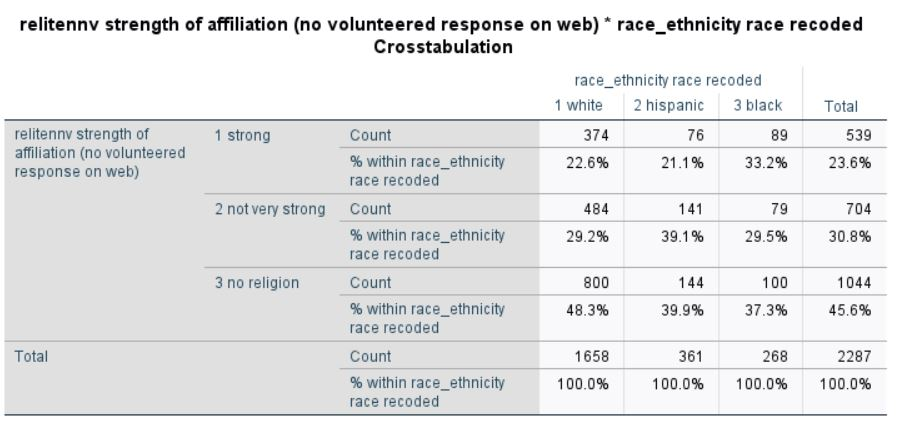 relitennv strength of affiliation (no volunteered response on web) * race_ethnicity race recoded
Crosstabulation
race_ethnicity race recoded
1 white 2 hispanic 3 black Total
relitennv strength of affiliation (no volunteered response on web) 1 strong Count 374 76 89 539
% within race_ethnicity race recoded 22.6% 21.1% 33.2% 23.6%
2 not very strong Count 484 141 79 704
% within race_ethnicity race recoded 29.2% 39.1% 29.5% 30.8%
3 no religion Count 800 144 100 1044
% within race_ethnicity race recoded 48.3% 39.9% 37.3% 45.6%
Total Count 1658 361 268 2287
% within race_ethnicity race recoded 100.0% 100.0% 100.0% 100.0%